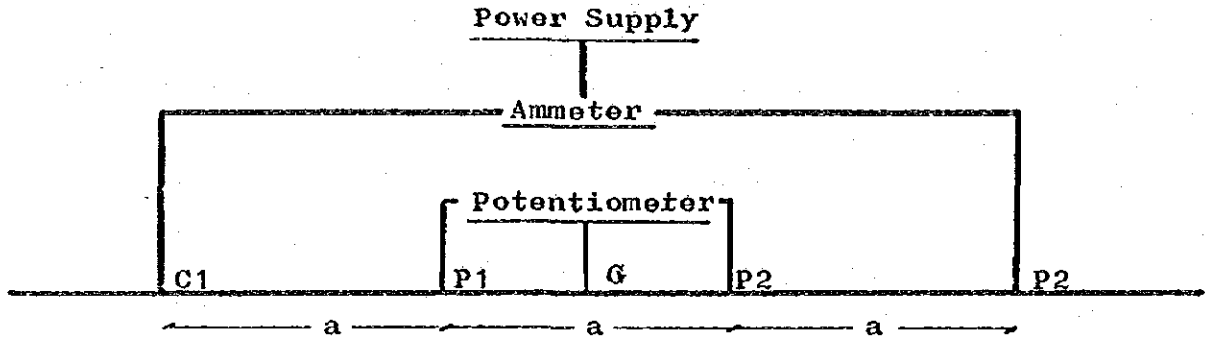 Power Supply
Ammeter
Potentiometer
C1 P1 G P2 P2
a a a